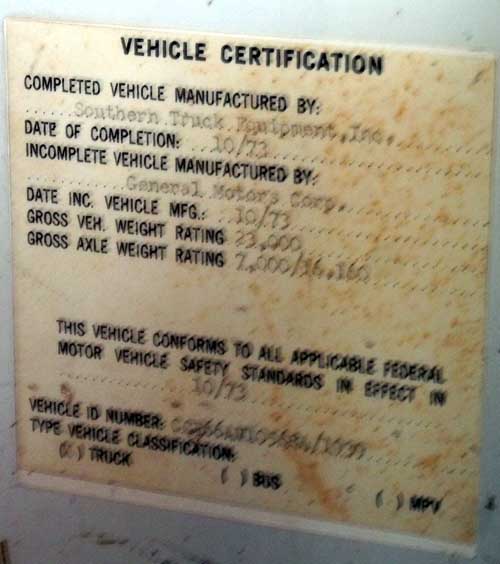 VEHICLE CERTIFICATION
COMPLETED VEHICLE MANUFACTURED BY:
Southern Truck Equipment, Inc.
DATE OF COMPLETION: 10/73
INCOMPLETE VEHICLE MANUFACTURED BY:
General Motors Corp.
DATE INC. VEHICLE MFG.: 10/73
GROSS VEH. WEIGHT RATING 23,000
GROSS AXLE WEIGHT RATING 7,000/16,160
THIS VEHICLE CONFORMS TO ALL APPLICABLE FEDERAL
MOTOR VEHICLE SAFETY STANDARDS IN EFFECT IN
10/73
VEHICLE ID NUMBER:
TYPE VEHICLE CLASSIFICATION:
(X) TRUCK ( ) BUS ( ) MPV